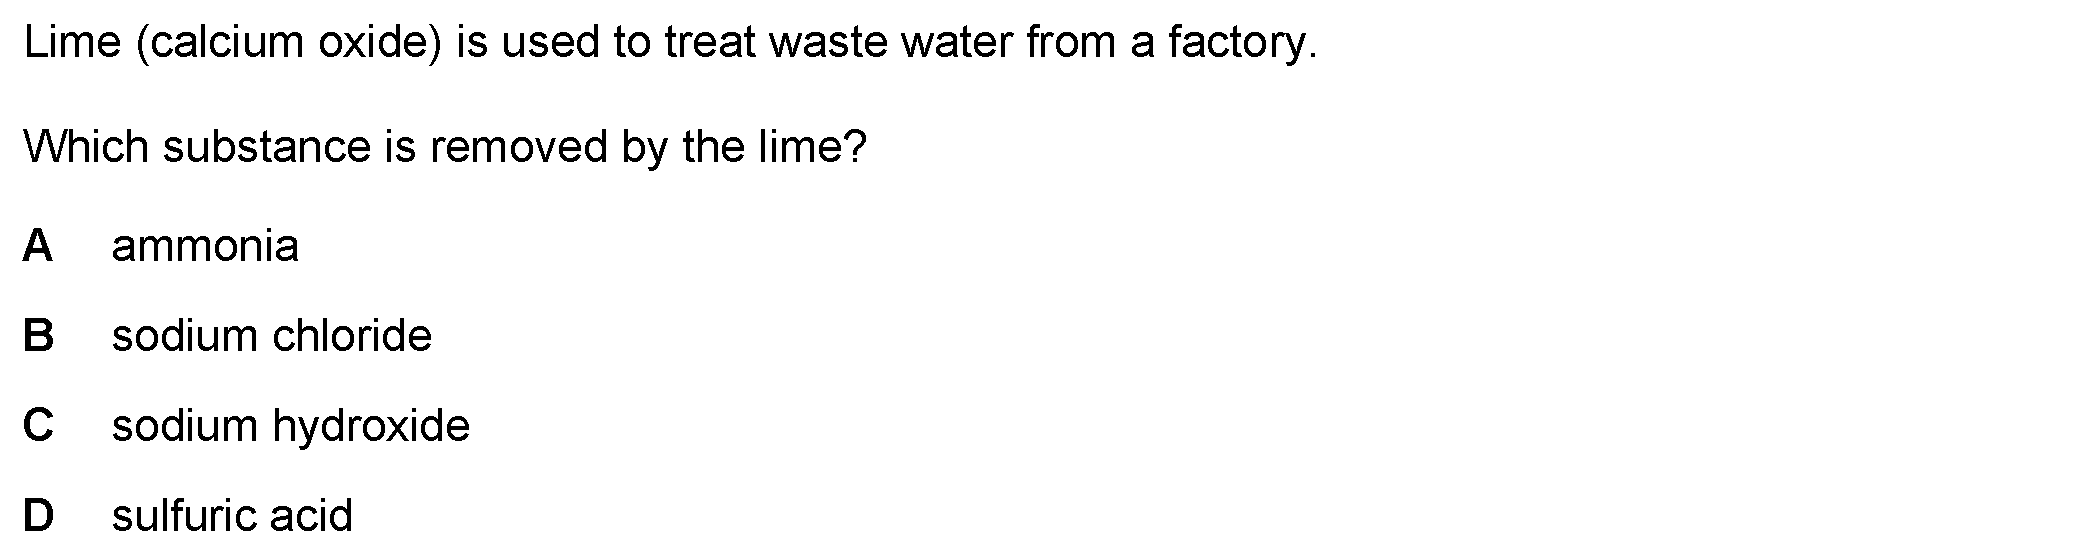 Lime (calcium oxide) is used to treat waste water from a factory.
Which substance is removed by the lime?
A ammonia
B sodium chloride
C sodium hydroxide
D sulfuric acid